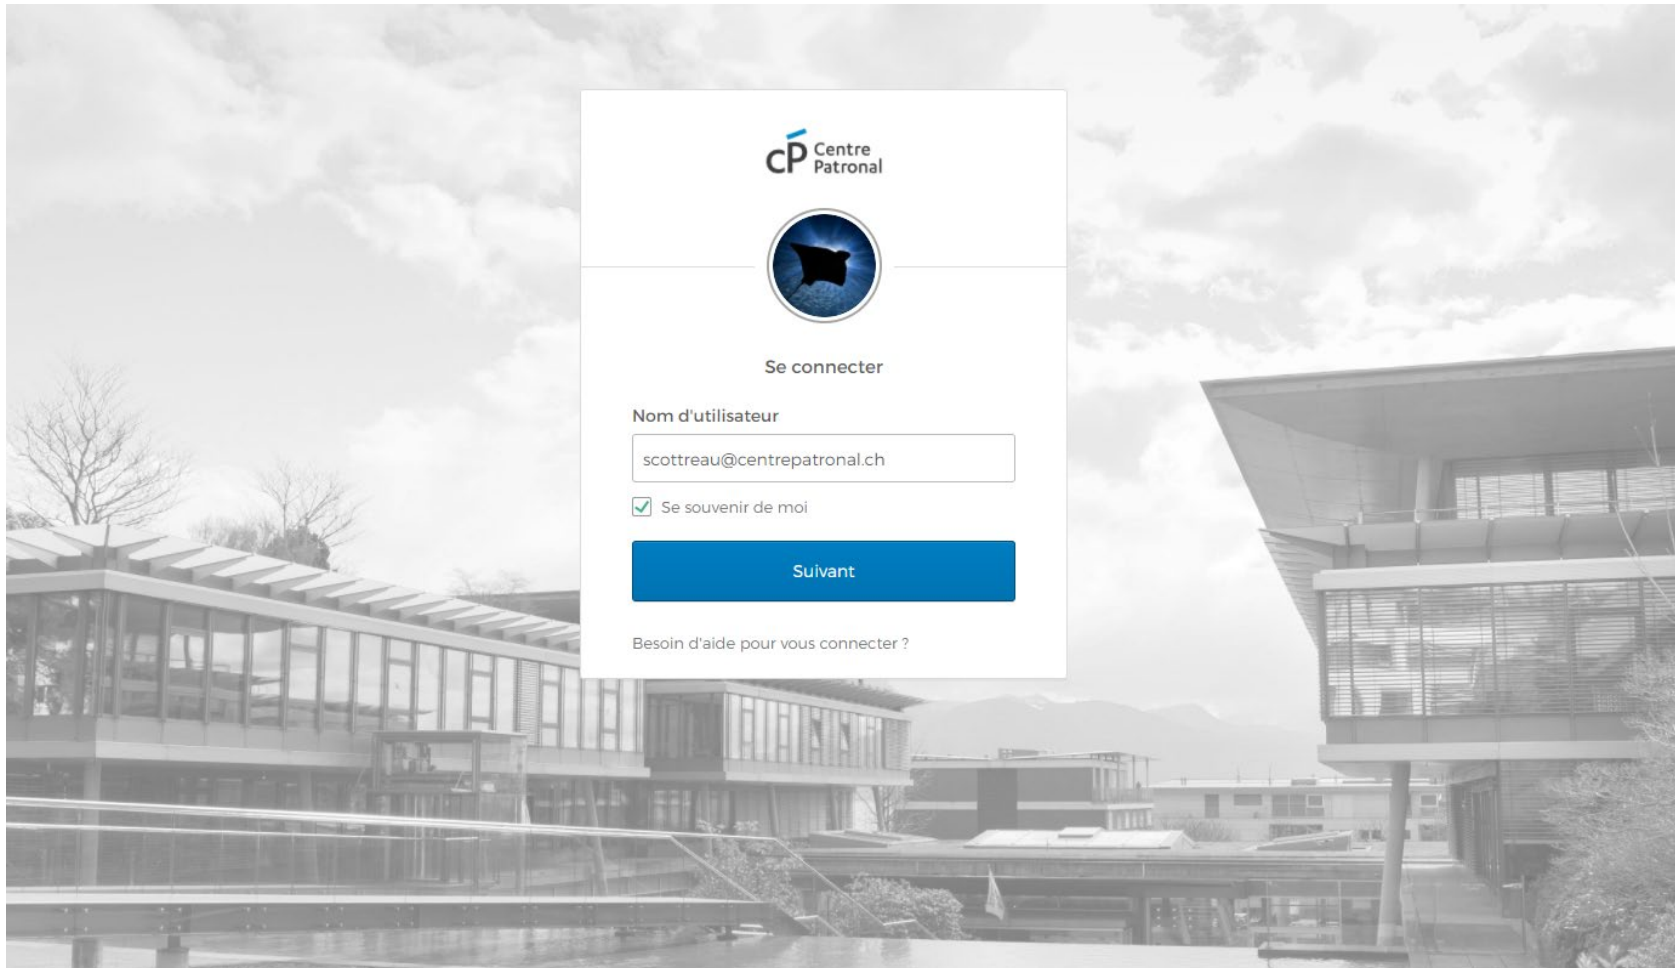 cP Centre
Patronal
Se connecter
Nom d'utilisateur
scottreau@centrepatronal.ch
Se souvenir de moi
Suivant
Besoin d'aide pour vous connecter ?